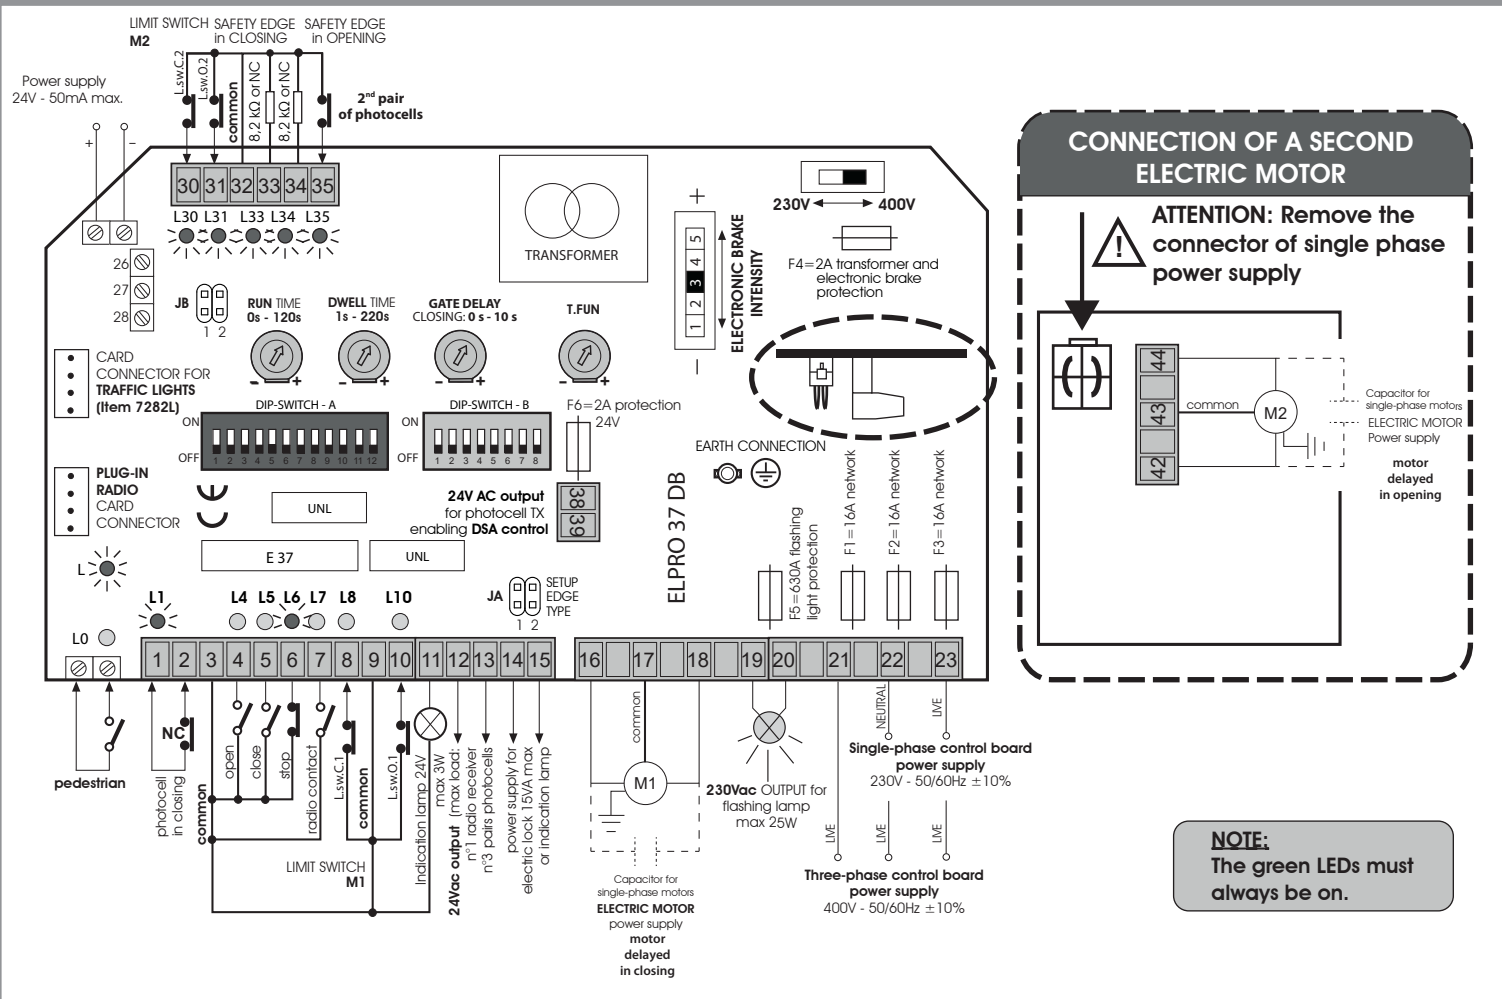 LIMIT SWITCH
M2
SAFETY EDGE
in CLOSING
SAFETY EDGE
in OPENING
Power supply
24V - 50mA max.
+
–
L.sw.C.2
L.sw.O.2
common
8,2 kΩ or NC
8,2 kΩ or NC
2nd pair
of photocells
30 31 32 33 34 35
L30 L31 L33 L34 L35
26
27
28
JB
1 2
TRANSFORMER
RUN TIME
0s - 120s
DWELL TIME
1s - 220s
GATE DELAY
CLOSING: 0 s - 10 s
T.FUN
– +
– +
– +
– +
+
1 2 3 4 5
–
ELECTRONIC BRAKE
INTENSITY
230V 400V
F4=2A transformer and
electronic brake
protection
CARD
CONNECTOR FOR
TRAFFIC LIGHTS
(Item 7282L)
DIP-SWITCH - A
ON
OFF
1 2 3 4 5 6 7 8 9 10 11 12
DIP-SWITCH - B
ON
OFF
1 2 3 4 5 6 7 8
F6=2A protection
24V
PLUG-IN
RADIO
CARD
CONNECTOR
UNL
E 37
UNL
24V AC output
for photocell TX
enabling DSA control
38 39
EARTH CONNECTION
ELPRO 37 DB
F5=630A flashing
light protection
F1=16A network
F2=16A network
F3=16A network
L
JA
1 2
SETUP
EDGE
TYPE
L0
L1 L4 L5 L6 L7 L8 L10
1 2 3 4 5 6 7 8 9 10 11 12 13 14 15
16 17 18 19 20 21 22 23
pedestrian
NC
photocell
in closing
common
open
close
stop
radio contact
L.sw.C.1
common
L.sw.O.1
LIMIT SWITCH
M1
Indication lamp 24V
max 3W
24Vac output (max load:
n°1 radio receiver
n°3 pairs photocells
power supply for
electric lock 15VA max
or indication lamp
common
M1
Capacitor for
single-phase motors
ELECTRIC MOTOR
power supply
motor
delayed
in closing
230Vac OUTPUT for
flashing lamp
max 25W
NEUTRAL
LIVE
Single-phase control board
power supply
230V - 50/60Hz ±10%
LIVE
LIVE
LIVE
Three-phase control board
power supply
400V - 50/60Hz ±10%
CONNECTION OF A SECOND
ELECTRIC MOTOR
!
ATTENTION: Remove the
connector of single phase
power supply
44
43
42
common
M2
Capacitor for
single-phase motors
ELECTRIC MOTOR
Power supply
motor
delayed
in opening
NOTE:
The green LEDs must
always be on.